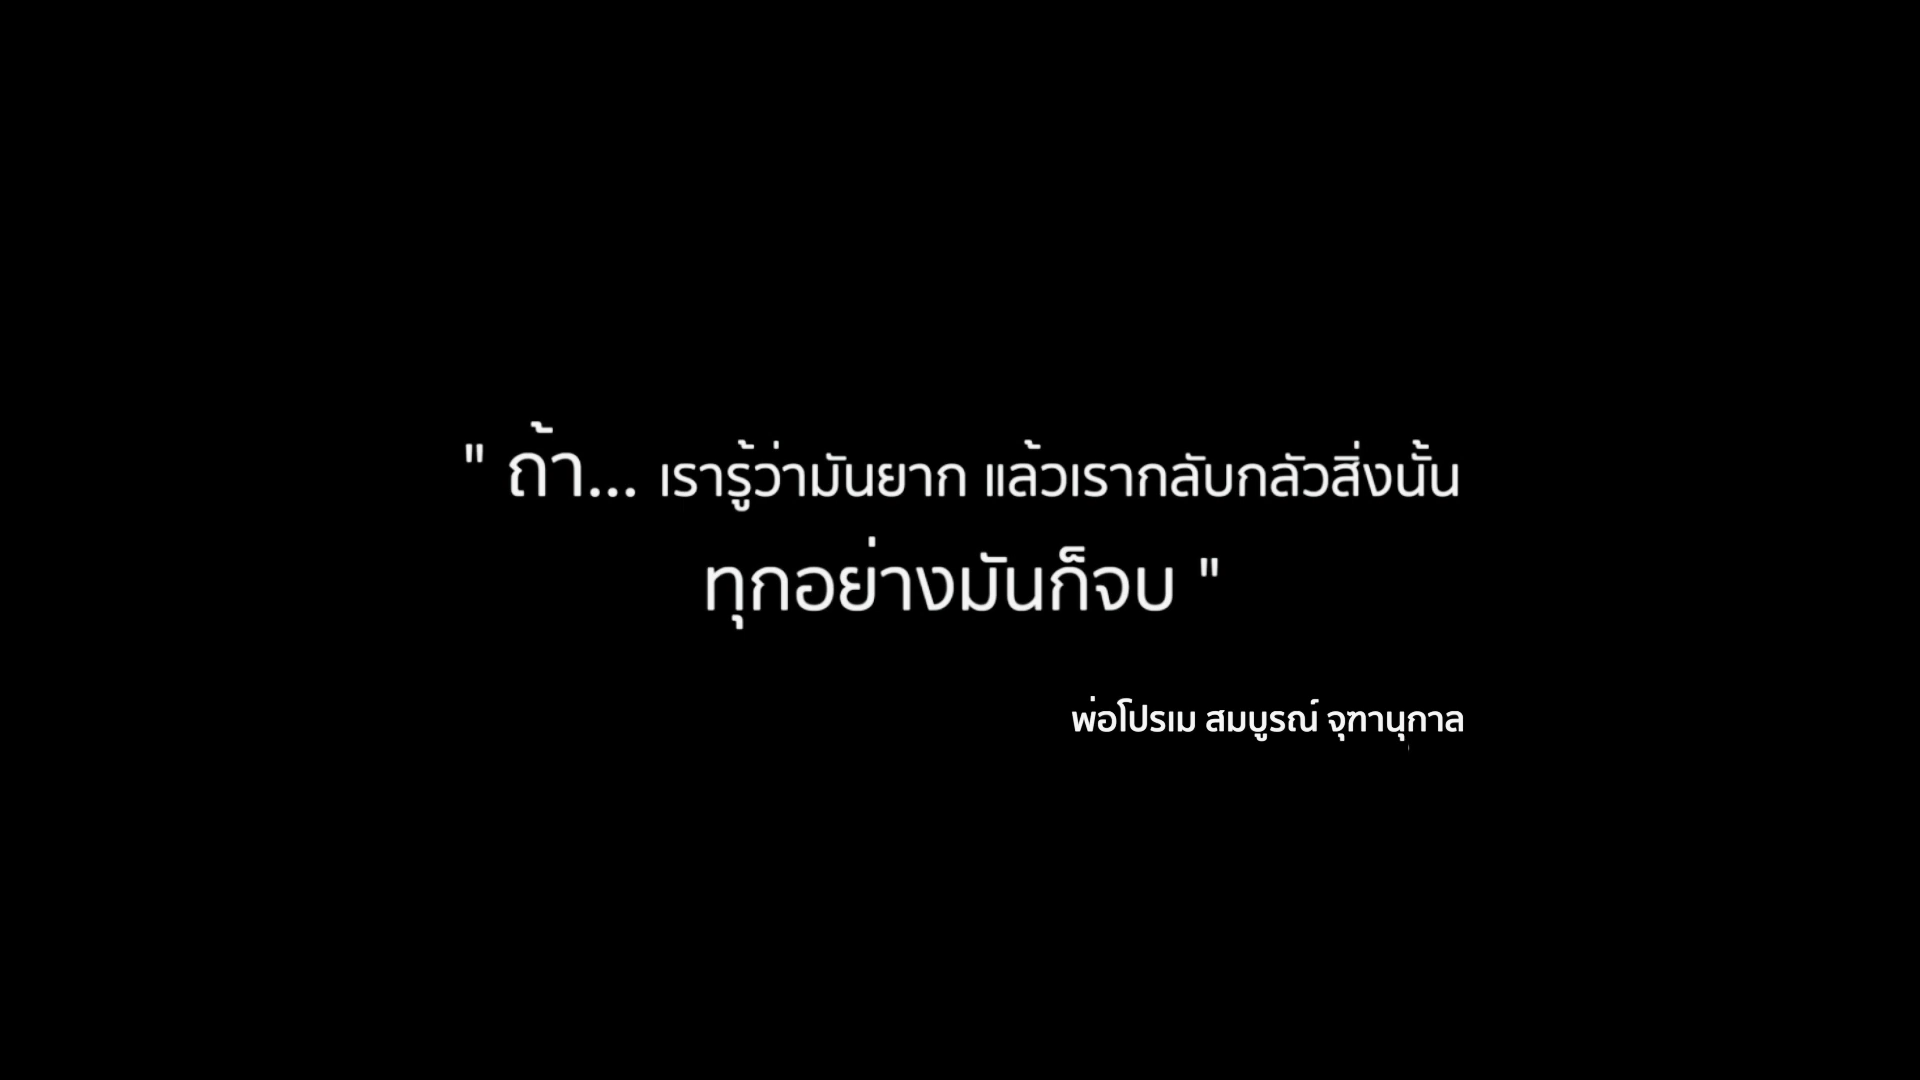 " ถ้า... เรารู้ว่ามันยาก แล้วเรากลับกลัวสิ่งนั้น
ทุกอย่างมันก็จบ "
พ่อโปรเม สมบูรณ์ จุฑานุกาล